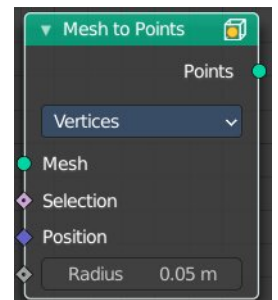 Mesh to Points
Points
Vertices
Mesh
Selection
Position
Radius 0.05 m